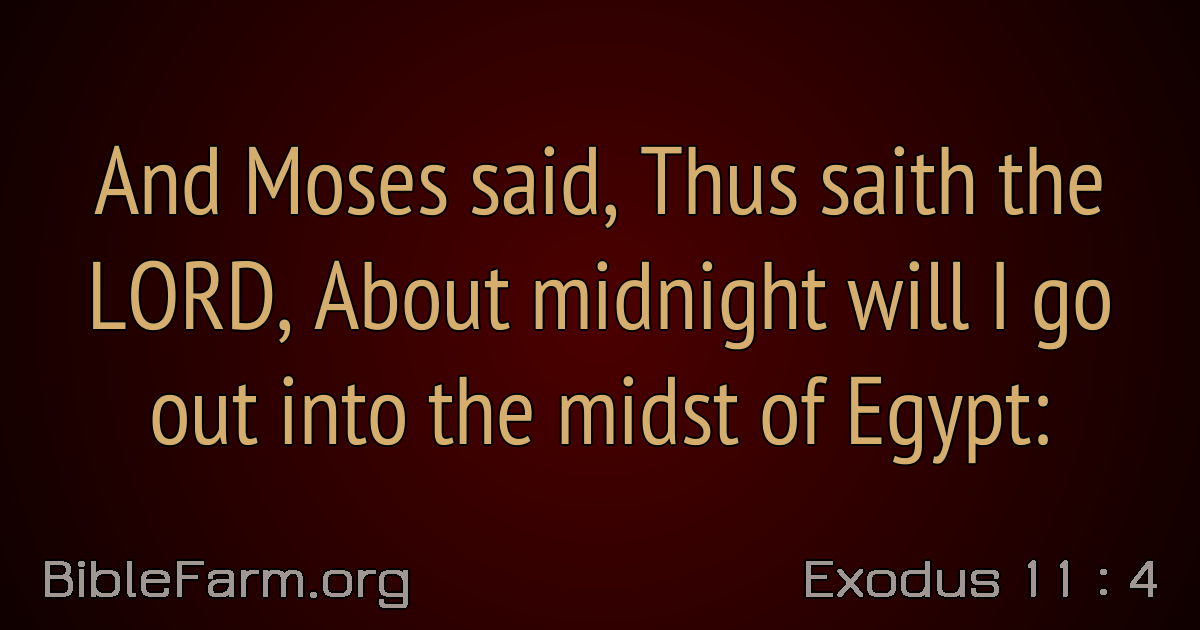 And Moses said, Thus saith the
LORD, About midnight will I go
out into the midst of Egypt:
BibleFarm.org
Exodus 11 : 4